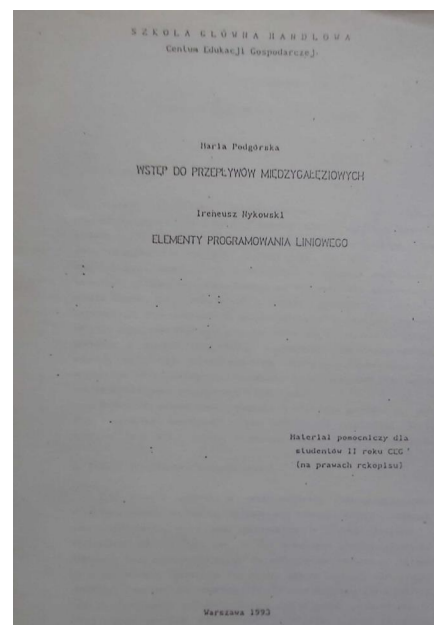 SZKOŁA GŁÓWNA HANDLOWA
Centum Edukacji Gospodarczej
Maria Podgórska
WSTĘP DO PRZEPŁYWÓW MIĘDZYGAŁĘZIOWYCH
Ireneusz Nykowski
ELEMENTY PROGRAMOWANIA LINIOWEGO
Materiał pomocniczy dla
studentów II roku CEG
(na prawach rękopisu)
Warszawa 1993